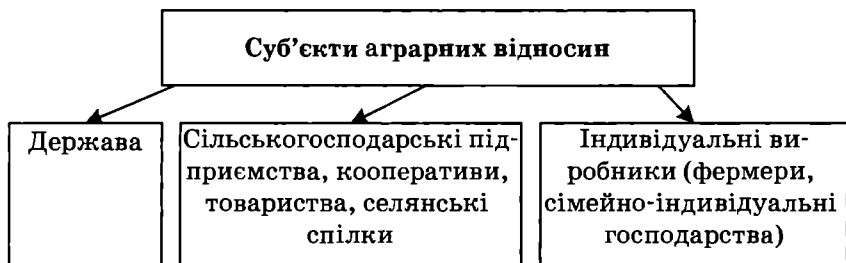 Суб’єкти аграрних відносин
Держава
Сільськогосподарські під-
приємства, кооперативи,
товариства, селянські
спілки
Індивідуальні ви-
робники (фермери,
сімейно-індивідуальні
господарства)